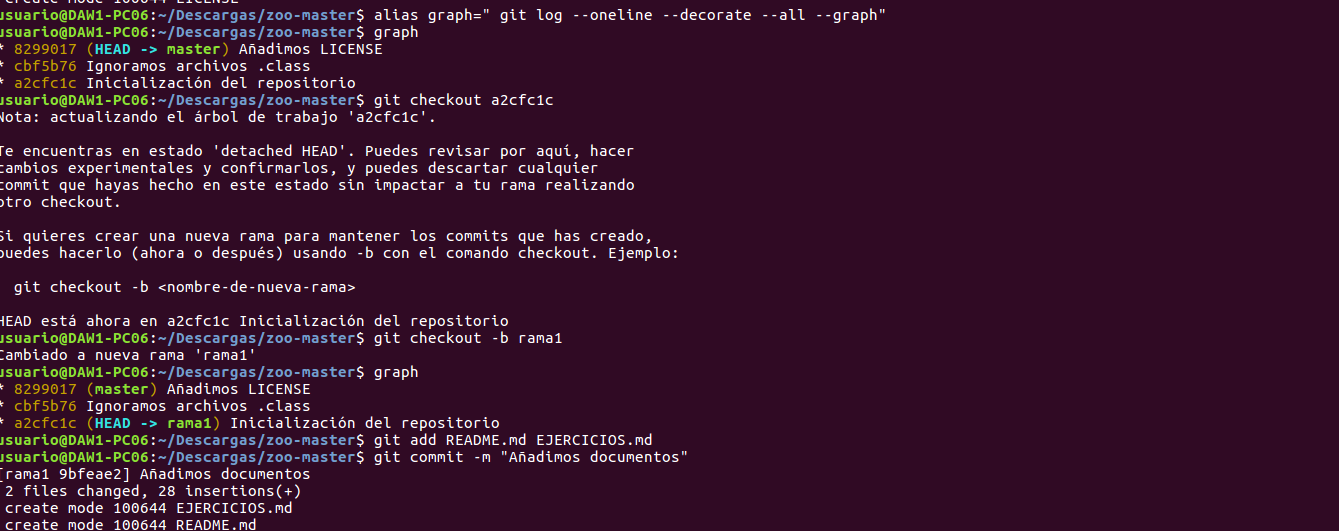 create mode 100644 LICENSE
usuario@DAW1-PC06:~/Descargas/zoo-master$ alias graph=" git log --oneline --decorate --all --graph"
usuario@DAW1-PC06:~/Descargas/zoo-master$ graph
* 8299017 (HEAD -> master) Añadimos LICENSE
* cbf5b76 Ignoramos archivos .class
* a2cfc1c Inicialización del repositorio
usuario@DAW1-PC06:~/Descargas/zoo-master$ git checkout a2cfc1c
Nota: actualizando el árbol de trabajo 'a2cfc1c'.
Te encuentras en estado 'detached HEAD'. Puedes revisar por aquí, hacer
cambios experimentales y confirmarlos, y puedes descartar cualquier
commit que hayas hecho en este estado sin impactar a tu rama realizando
otro checkout.
Si quieres crear una nueva rama para mantener los commits que has creado,
puedes hacerlo (ahora o después) usando -b con el comando checkout. Ejemplo:
git checkout -b <nombre-de-nueva-rama>
HEAD está ahora en a2cfc1c Inicialización del repositorio
usuario@DAW1-PC06:~/Descargas/zoo-master$ git checkout -b rama1
Cambiado a nueva rama 'rama1'
usuario@DAW1-PC06:~/Descargas/zoo-master$ graph
* 8299017 (master) Añadimos LICENSE
* cbf5b76 Ignoramos archivos .class
* a2cfc1c (HEAD -> rama1) Inicialización del repositorio
usuario@DAW1-PC06:~/Descargas/zoo-master$ git add README.md EJERCICIOS.md
usuario@DAW1-PC06:~/Descargas/zoo-master$ git commit -m "Añadimos documentos"
[rama1 9bfeae2] Añadimos documentos
2 files changed, 28 insertions(+)
create mode 100644 EJERCICIOS.md
create mode 100644 README.md